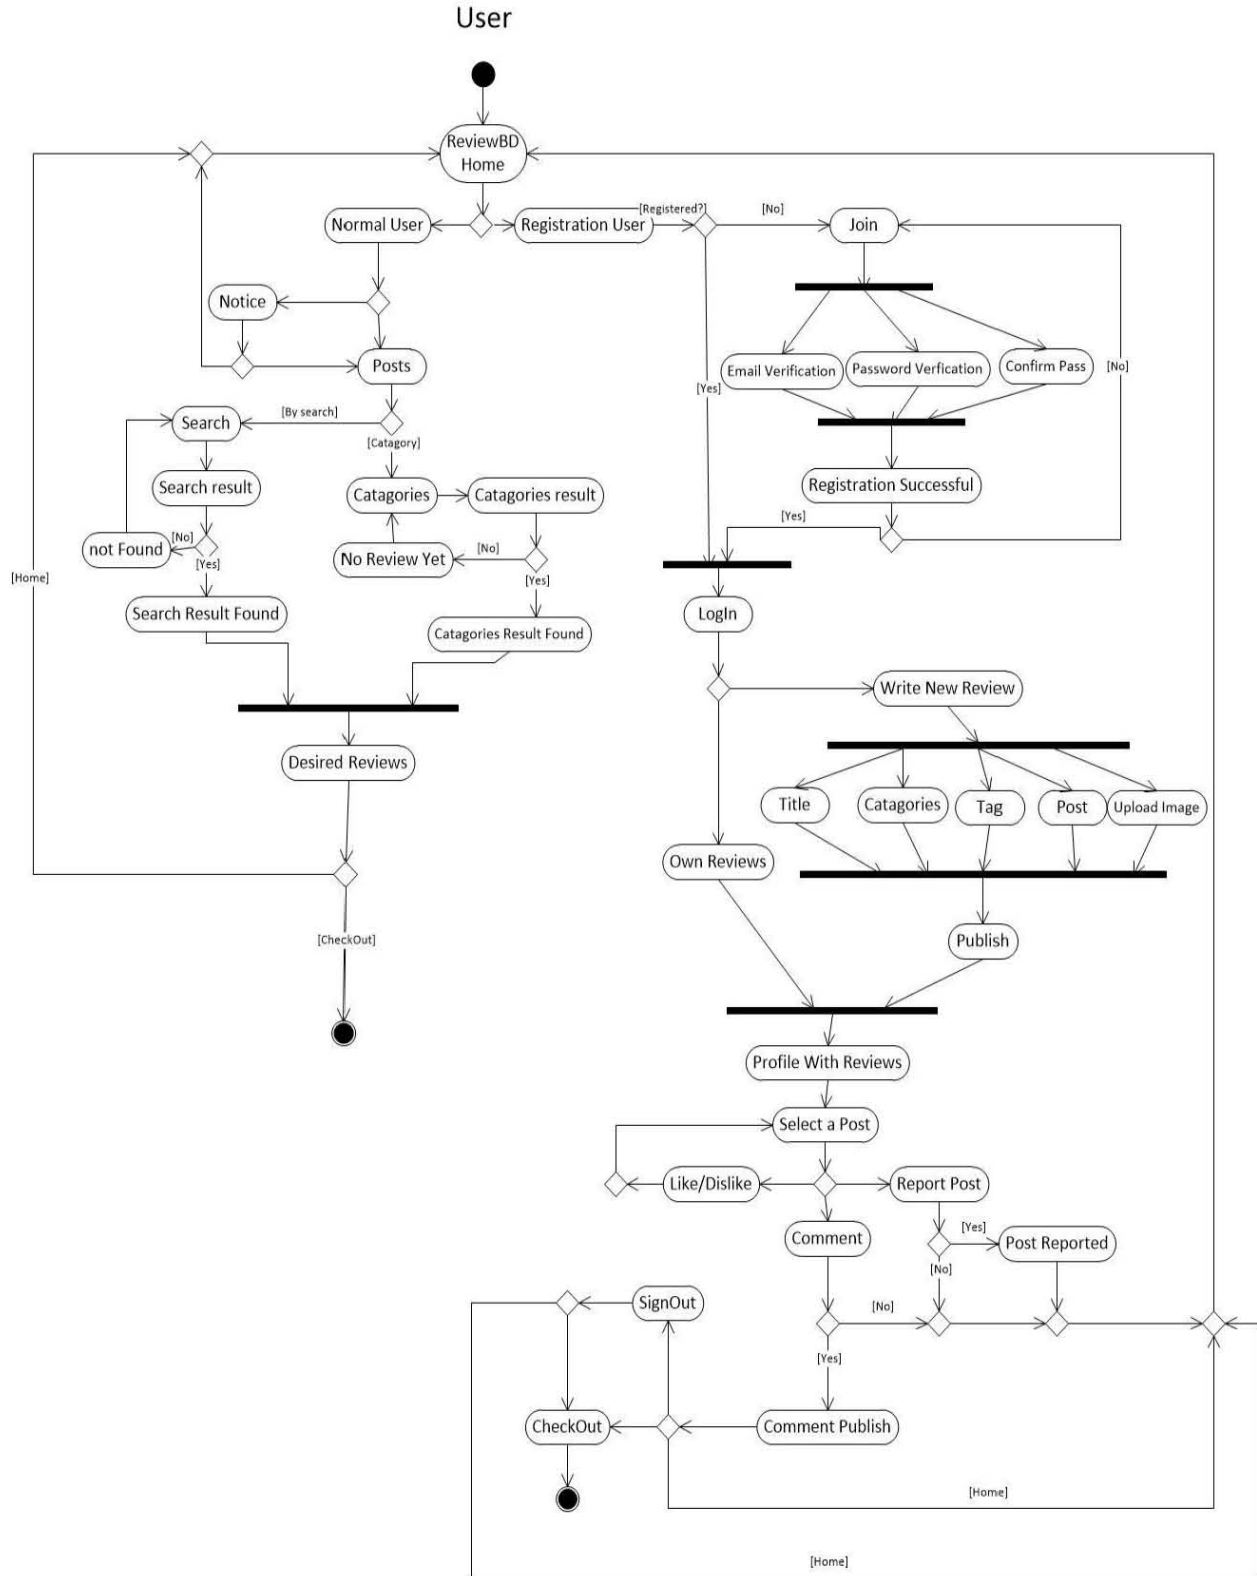 User
ReviewBD
Home
Normal User
Registration User
[Registered?]
[No]
Join
Notice
Posts
Email Verification
Password Verfication
Confirm Pass
[No]
[Yes]
[By search]
Search
[Catagory]
Search result
Catagories
Catagories result
Registration Successful
[Yes]
not Found
[No]
[Yes]
No Review Yet
[No]
[Yes]
[Home]
Search Result Found
Catagories Result Found
LogIn
Write New Review
Desired Reviews
Title
Catagories
Tag
Post
Upload Image
Own Reviews
[CheckOut]
Publish
Profile With Reviews
Select a Post
Like/Dislike
Report Post
Comment
[Yes]
Post Reported
[No]
SignOut
[No]
[Yes]
CheckOut
Comment Publish
[Home]
[Home]